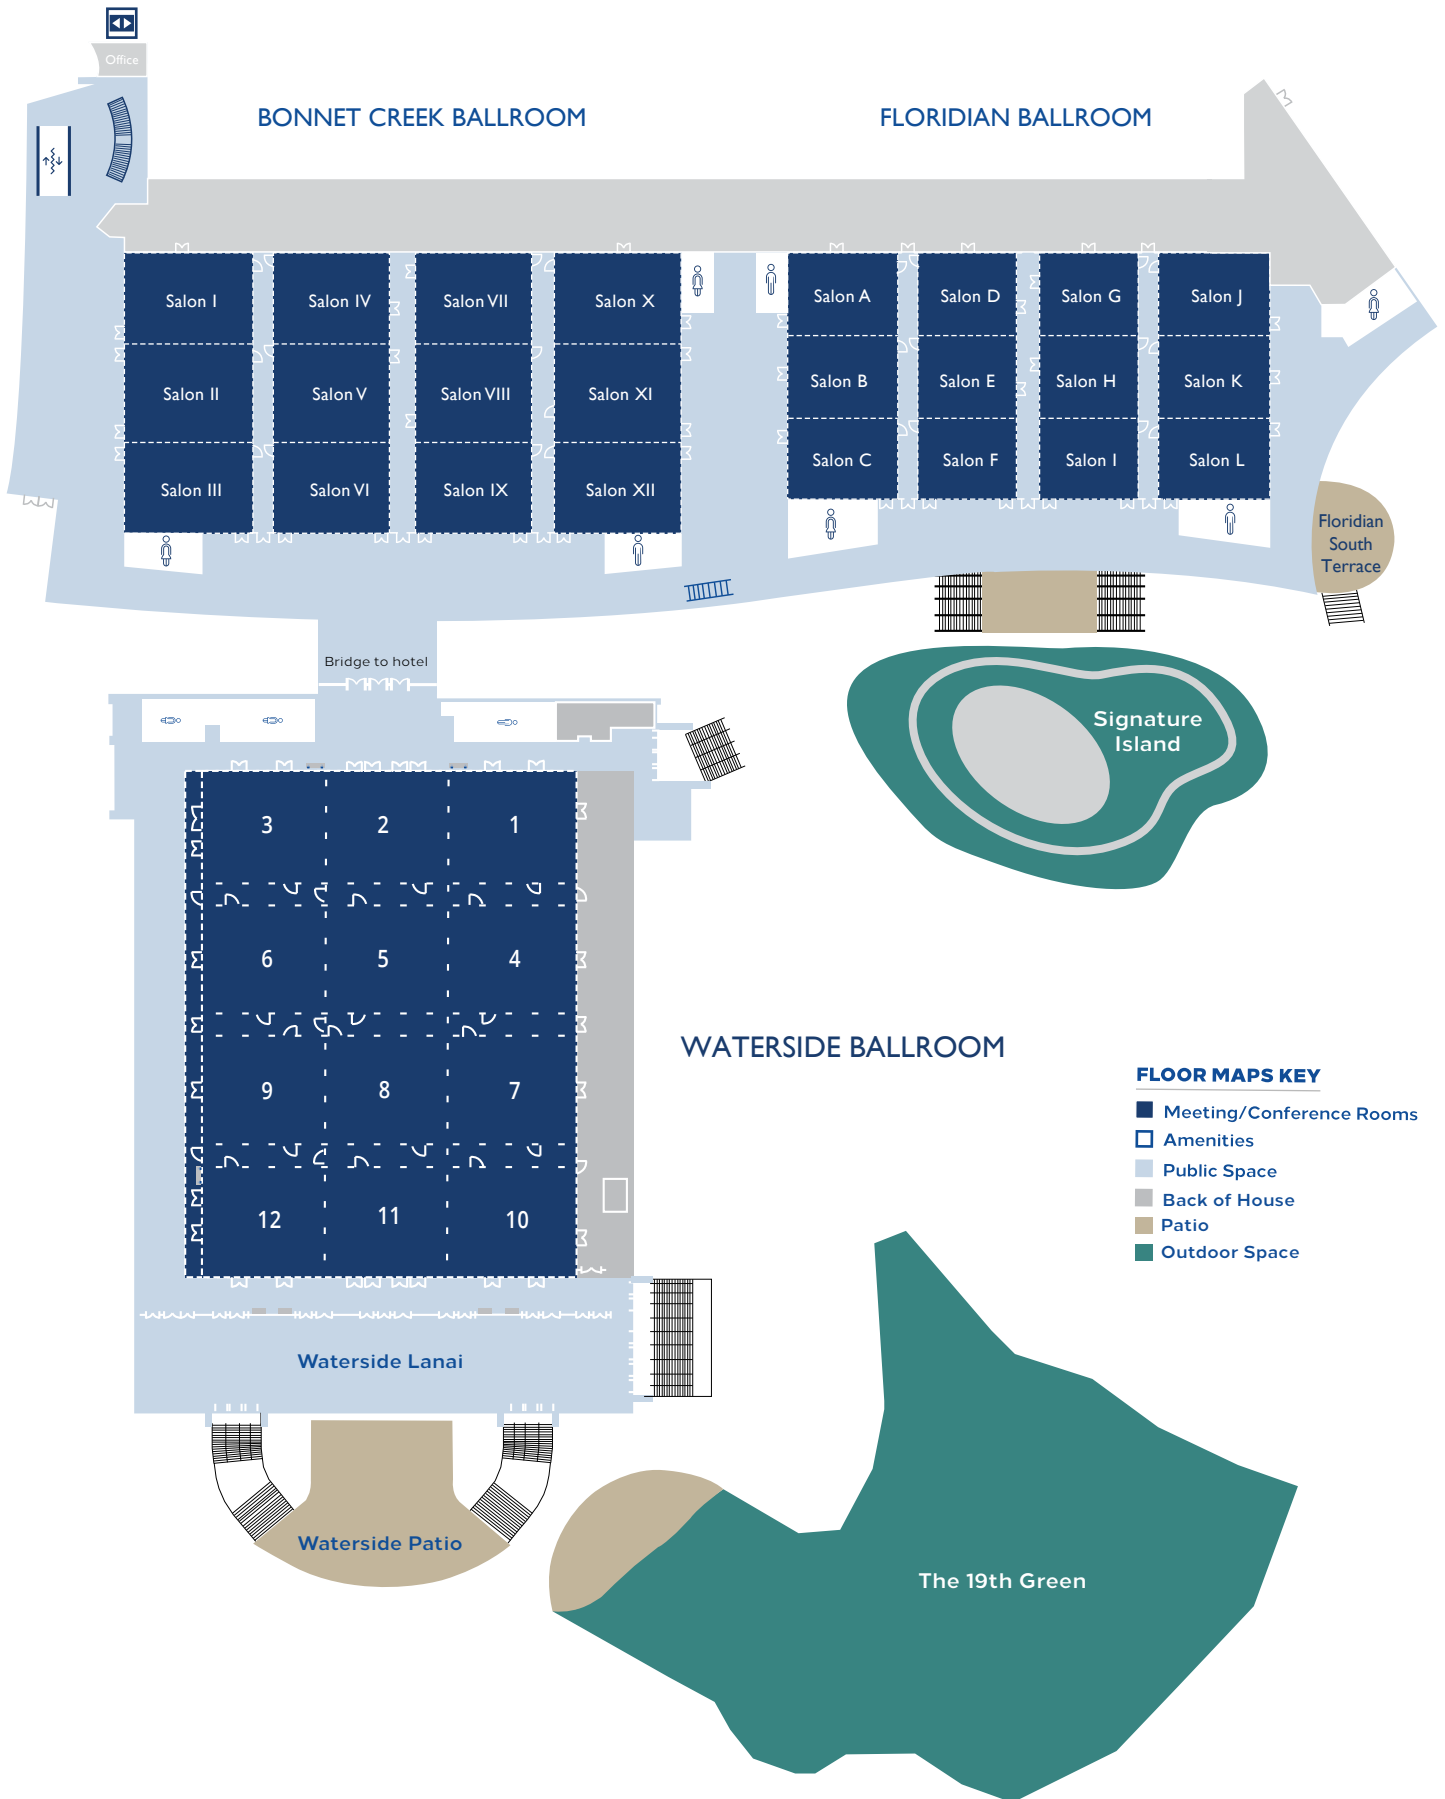 Office
BONNET CREEK BALLROOM
FLORIDIAN BALLROOM
Salon I
Salon IV
Salon VII
Salon X
Salon A
Salon D
Salon G
Salon J
Salon II
Salon V
Salon VIII
Salon XI
Salon B
Salon E
Salon H
Salon K
Salon III
Salon VI
Salon IX
Salon XII
Salon C
Salon F
Salon I
Salon L
Floridian
South
Terrace
Bridge to hotel
Signature
Island
3
2
1
6
5
4
9
8
7
12
11
10
WATERSIDE BALLROOM
FLOOR MAPS KEY
Meeting/Conference Rooms
Amenities
Public Space
Back of House
Patio
Outdoor Space
Waterside Lanai
Waterside Patio
The 19th Green